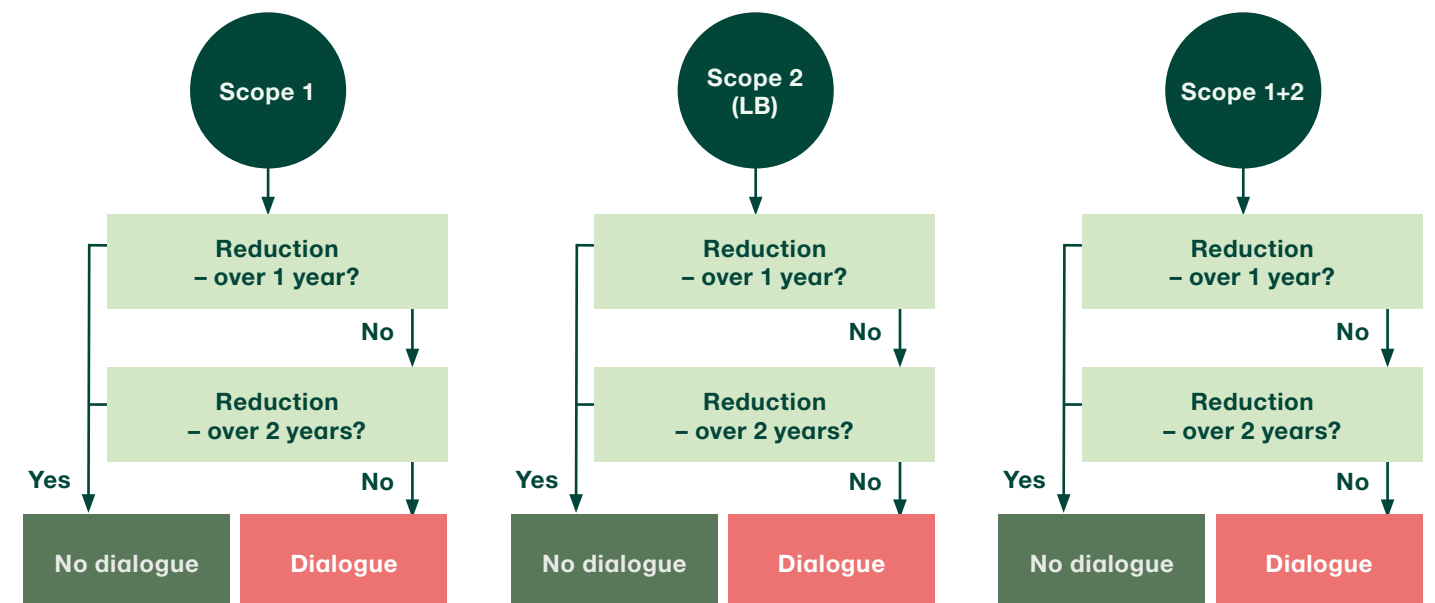 Scope 1
Reduction
– over 1 year?
No
Reduction
– over 2 years?
Yes
No
No dialogue
Dialogue
Scope 2
(LB)
Reduction
– over 1 year?
No
Reduction
– over 2 years?
Yes
No
No dialogue
Dialogue
Scope 1+2
Reduction
– over 1 year?
No
Reduction
– over 2 years?
Yes
No
No dialogue
Dialogue